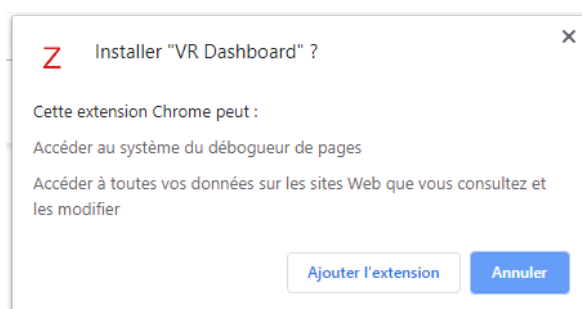 Z
Installer "VR Dashboard" ?
Cette extension Chrome peut :
Accéder au système du débogueur de pages
Accéder à toutes vos données sur les sites Web que vous consultez et
les modifier
Ajouter l'extension
Annuler